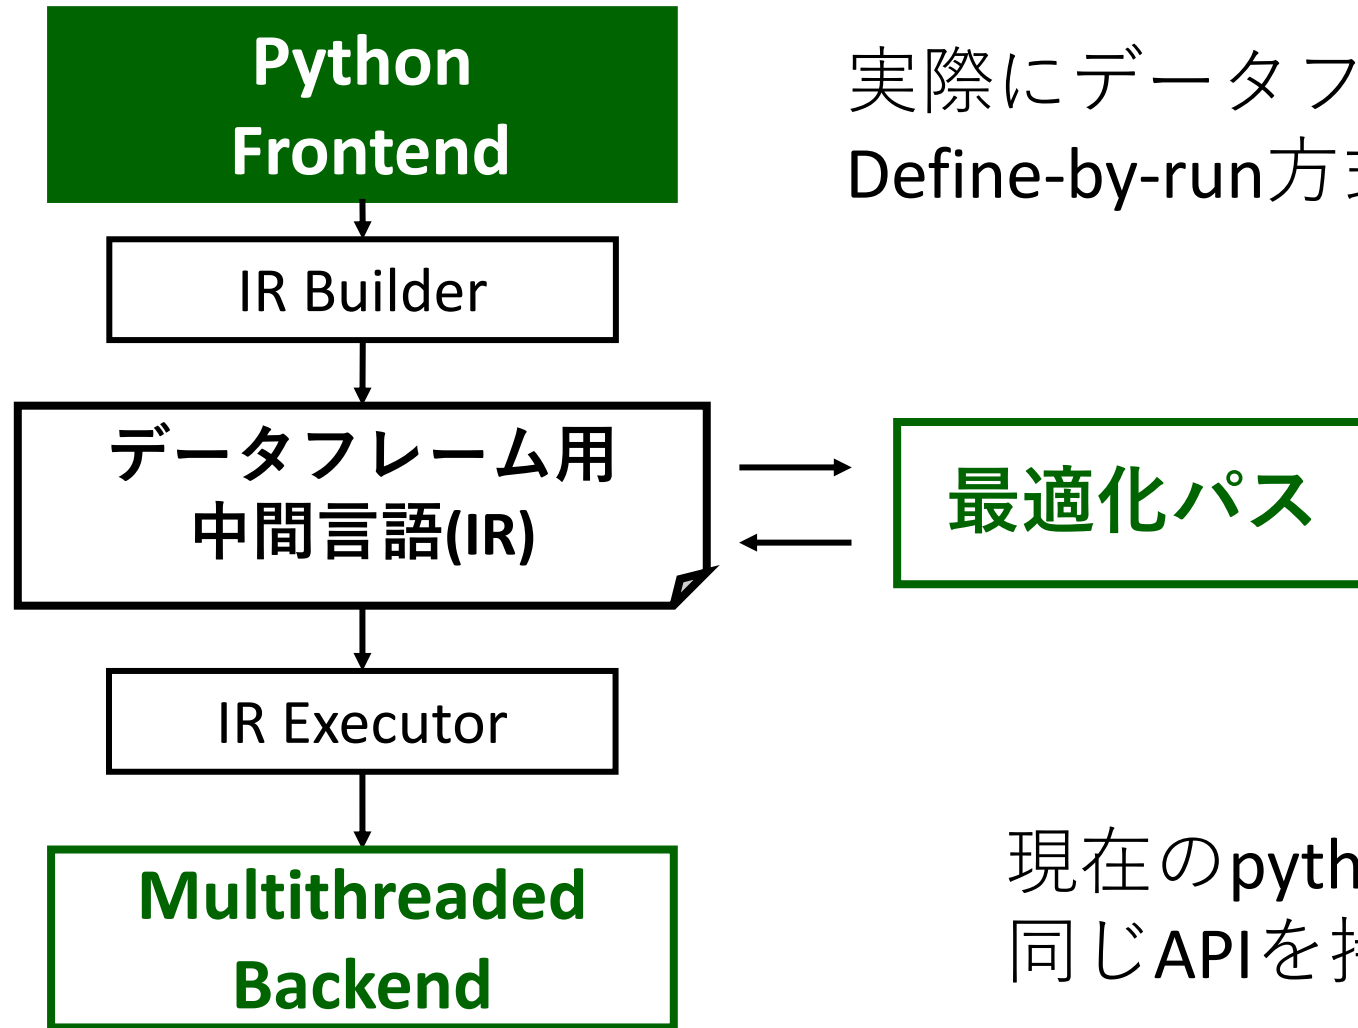 Python
Frontend
実際にデータフ
Define-by-run方
IR Builder
データフレーム用
中間言語(IR)
最適化パス
IR Executor
現在のpyth
同じAPIを
Multithreaded
Backend